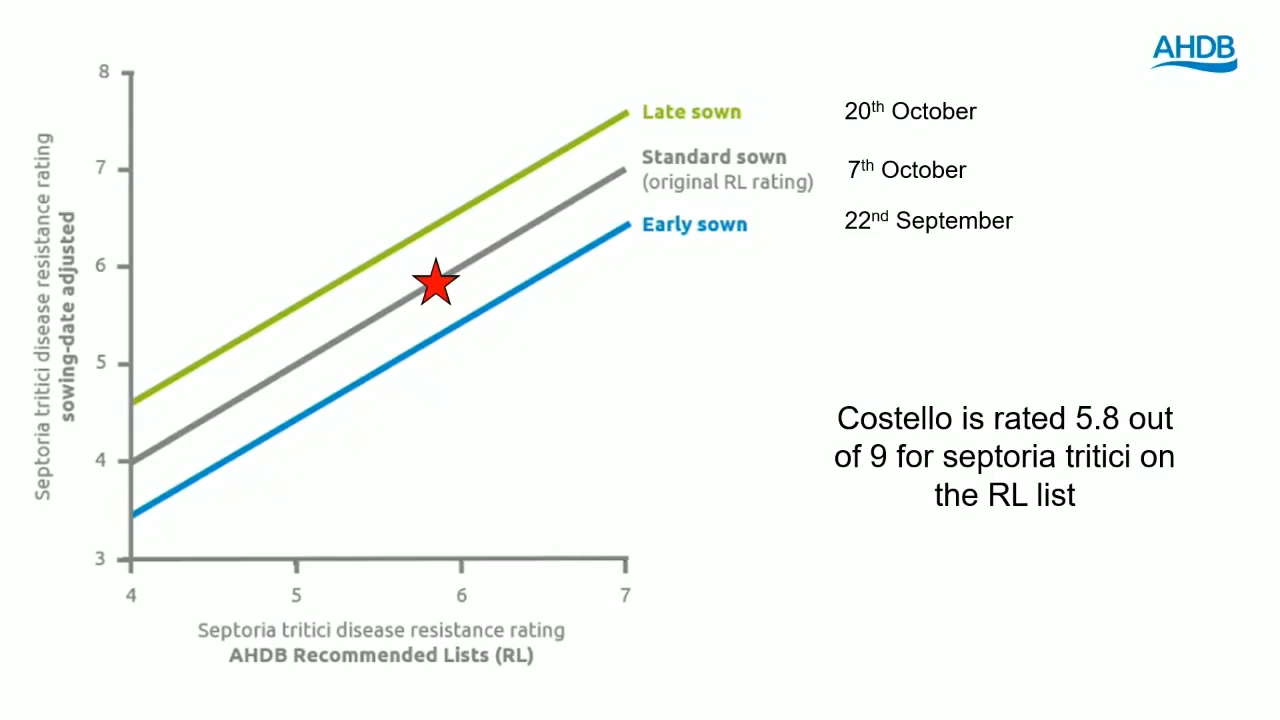 AHDB
8
7
6
5
4
3
Septoria tritici disease resistance rating
sowing-date adjusted
Late sown
20th October
Standard sown
(original RL rating)
7th October
Early sown
22nd September
Costello is rated 5.8 out
of 9 for septoria tritici on
the RL list
4 5 6 7
Septoria tritici disease resistance rating
AHDB Recommended Lists (RL)